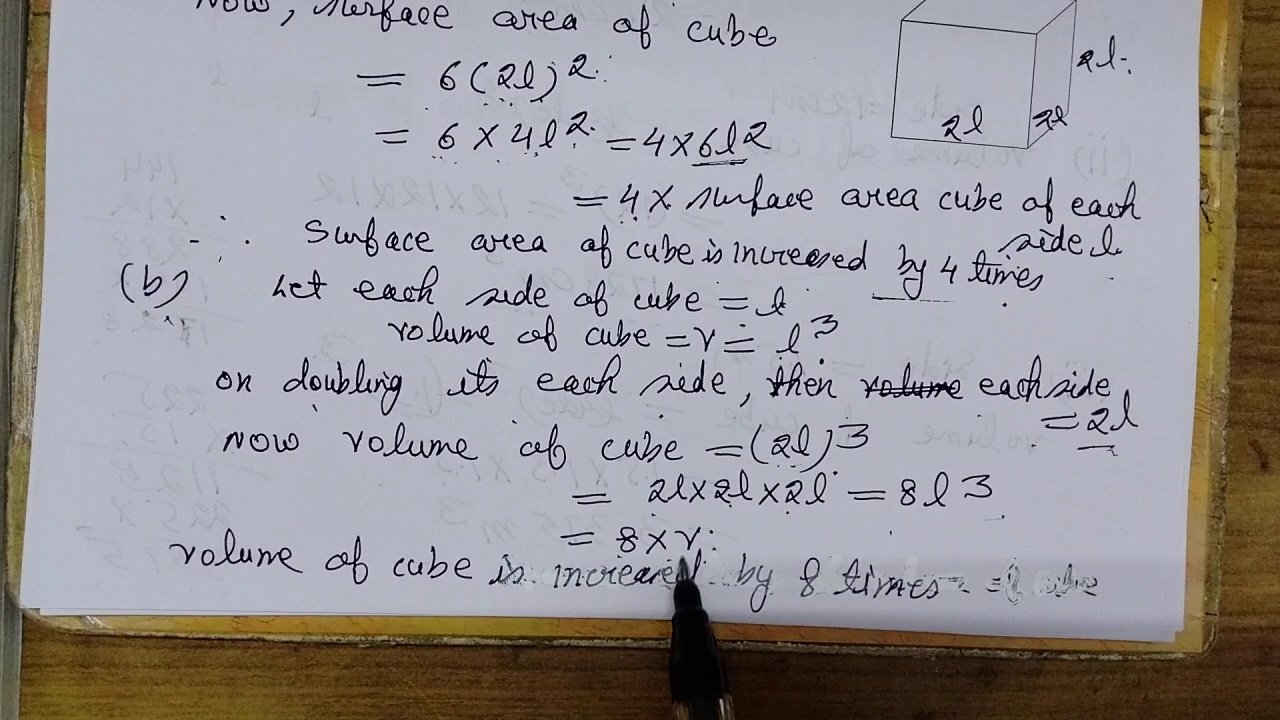 Now, surface area of cube
= 6(2l)2
= 6 X 4l2 = 4 x 6l2
= 4 X surface area cube of each
side l
∴ Surface area of cube is increased by 4 times
(b) Let each side of cube = l
volume of cube = V = l3
on doubling its each side, then volume each side
= 2l
Now volume of cube = (2l)3
= 2l x 2l x 2l = 8l3
= 8 x V
volume of cube is increased by 8 times
2l
2l
2l